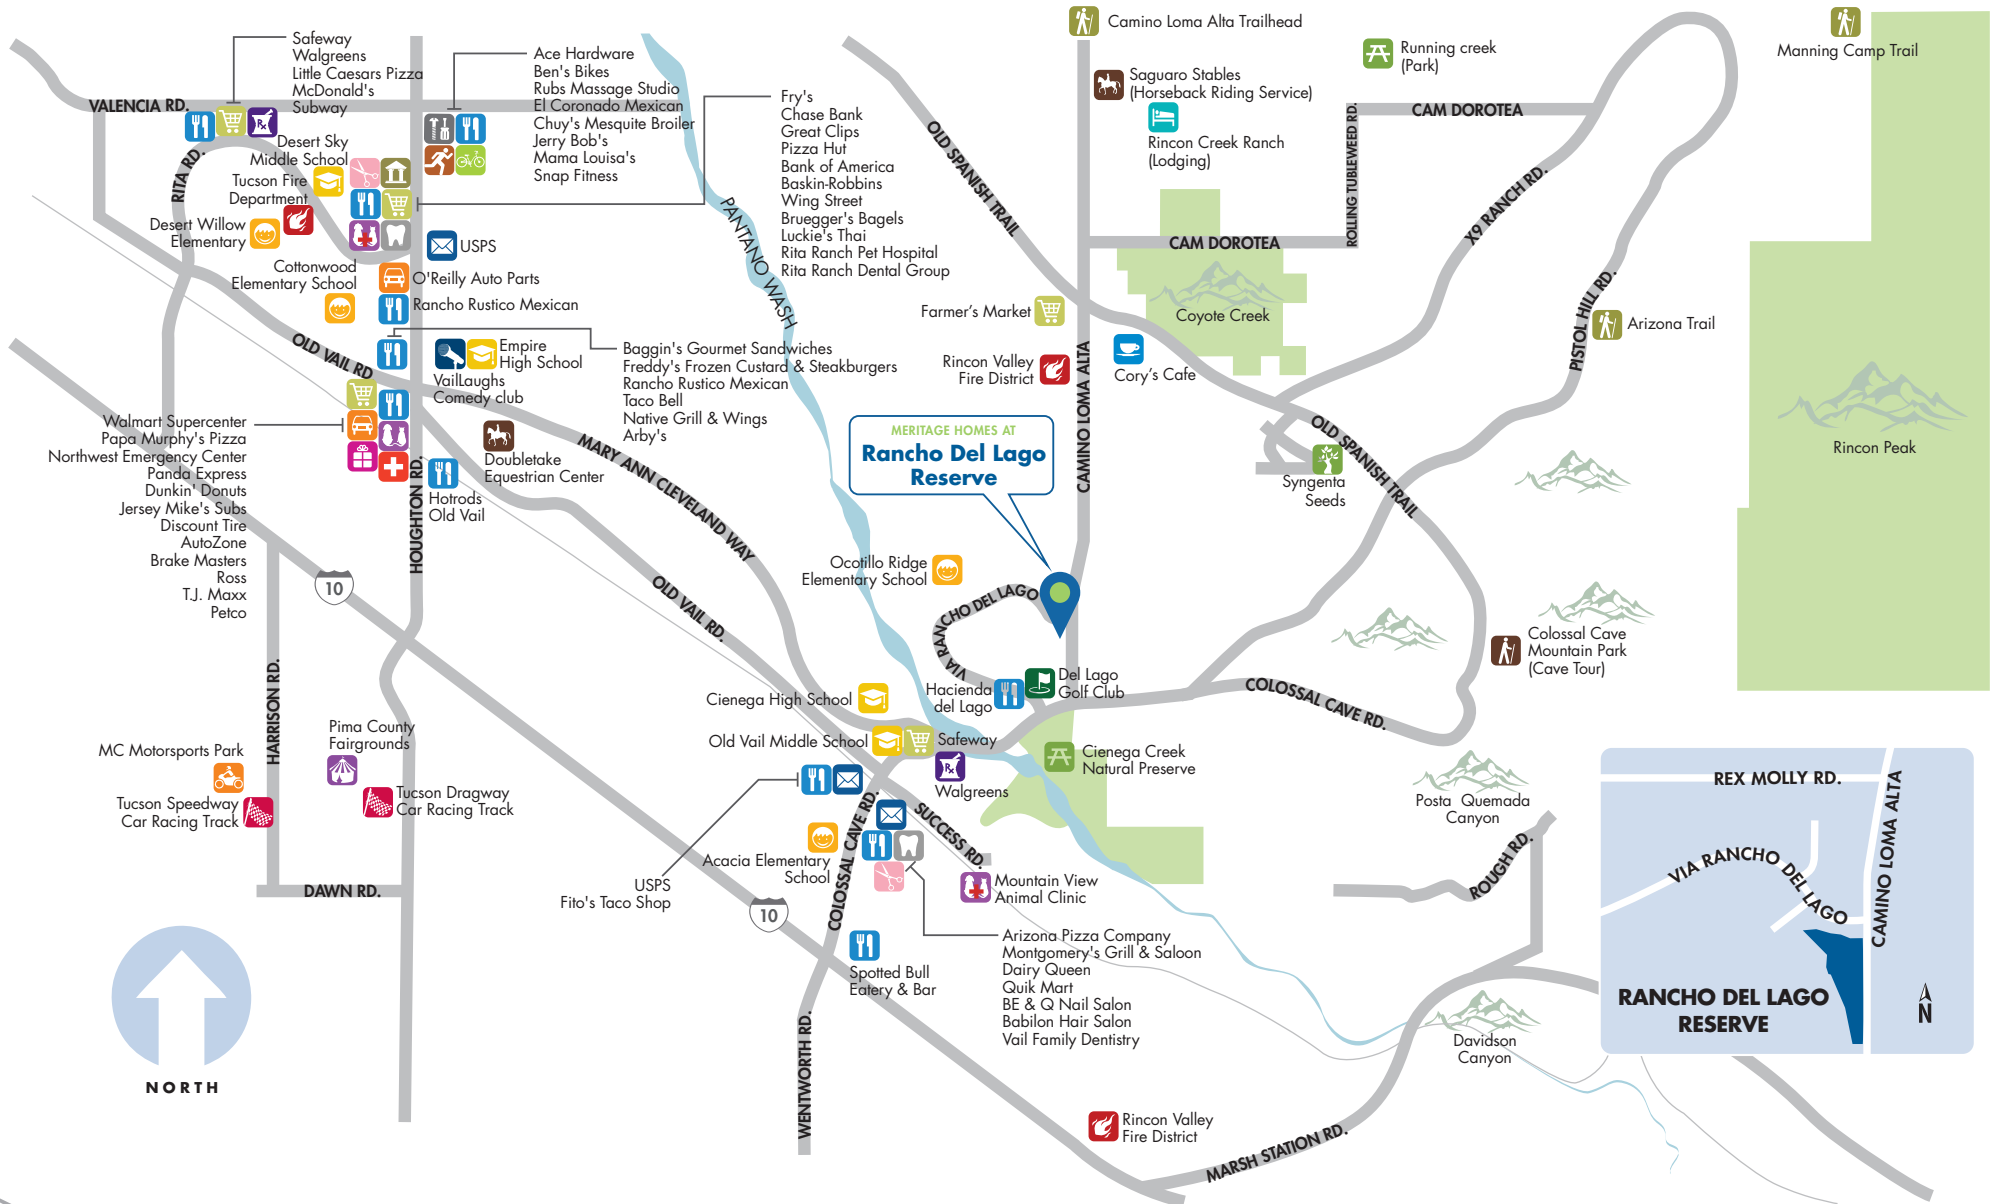 Safeway
Walgreens
Little Caesars Pizza
McDonald's
Subway
VALENCIA RD.
RITA RD.
Desert Sky
Middle School
Tucson Fire
Department
Desert Willow
Elementary
Cottonwood
Elementary School
Ace Hardware
Ben's Bikes
Rubs Massage Studio
El Coronado Mexican
Chuy's Mesquite Broiler
Jerry Bob's
Mama Louisa's
Snap Fitness
USPS
O'Reilly Auto Parts
Rancho Rustico Mexican
Fry's
Chase Bank
Great Clips
Pizza Hut
Bank of America
Baskin-Robbins
Wing Street
Bruegger's Bagels
Luckie's Thai
Rita Ranch Pet Hospital
Rita Ranch Dental Group
PANTANO WASH
OLD VAIL RD
Empire
High School
VailLaughs
Comedy club
Baggin's Gourmet Sandwiches
Freddy's Frozen Custard & Steakburgers
Rancho Rustico Mexican
Taco Bell
Native Grill & Wings
Arby's
Walmart Supercenter
Papa Murphy's Pizza
Northwest Emergency Center
Panda Express
Dunkin' Donuts
Jersey Mike's Subs
Discount Tire
AutoZone
Brake Masters
Ross
T.J. Maxx
Petco
HOUGHTON RD.
Doubletake
Equestrian Center
Hotrods
Old Vail
MARY ANN CLEVELAND WAY
OLD VAIL RD.
10
HARRISON RD.
MC Motorsports Park
Tucson Speedway
Car Racing Track
Pima County
Fairgrounds
Tucson Dragway
Car Racing Track
DAWN RD.
NORTH
Camino Loma Alta Trailhead
Saguaro Stables
(Horseback Riding Service)
Rincon Creek Ranch
(Lodging)
Running creek
(Park)
Manning Camp Trail
OLD SPANISH TRAIL
CAM DOROTEA
ROLLING TUBLEWEED RD.
CAM DOROTEA
X9 RANCH RD.
PISTOL HILL RD.
Arizona Trail
Coyote Creek
Farmer's Market
Rincon Valley
Fire District
Cory's Cafe
CAMINO LOMA ALTA
Rincon Peak
MERITAGE HOMES AT
Rancho Del Lago
Reserve
OLD SPANISH TRAIL
Syngenta
Seeds
Ocotillo Ridge
Elementary School
VIA RANCHO DEL LAGO
Colossal Cave
Mountain Park
(Cave Tour)
Hacienda
del Lago
Del Lago
Golf Club
COLOSSAL CAVE RD.
Cienega High School
Old Vail Middle School
Safeway
Walgreens
Cienega Creek
Natural Preserve
Posta Quemada
Canyon
ROUGH RD.
SUCCESS RD.
COLOSSAL CAVE RD.
Acacia Elementary
School
USPS
Fito's Taco Shop
10
Mountain View
Animal Clinic
Spotted Bull
Eatery & Bar
Arizona Pizza Company
Montgomery's Grill & Saloon
Dairy Queen
Quik Mart
BE & Q Nail Salon
Babilon Hair Salon
Vail Family Dentistry
WENTWORTH RD.
Davidson
Canyon
Rincon Valley
Fire District
MARSH STATION RD.
REX MOLLY RD.
VIA RANCHO DEL LAGO
CAMINO LOMA ALTA
RANCHO DEL LAGO
RESERVE
N